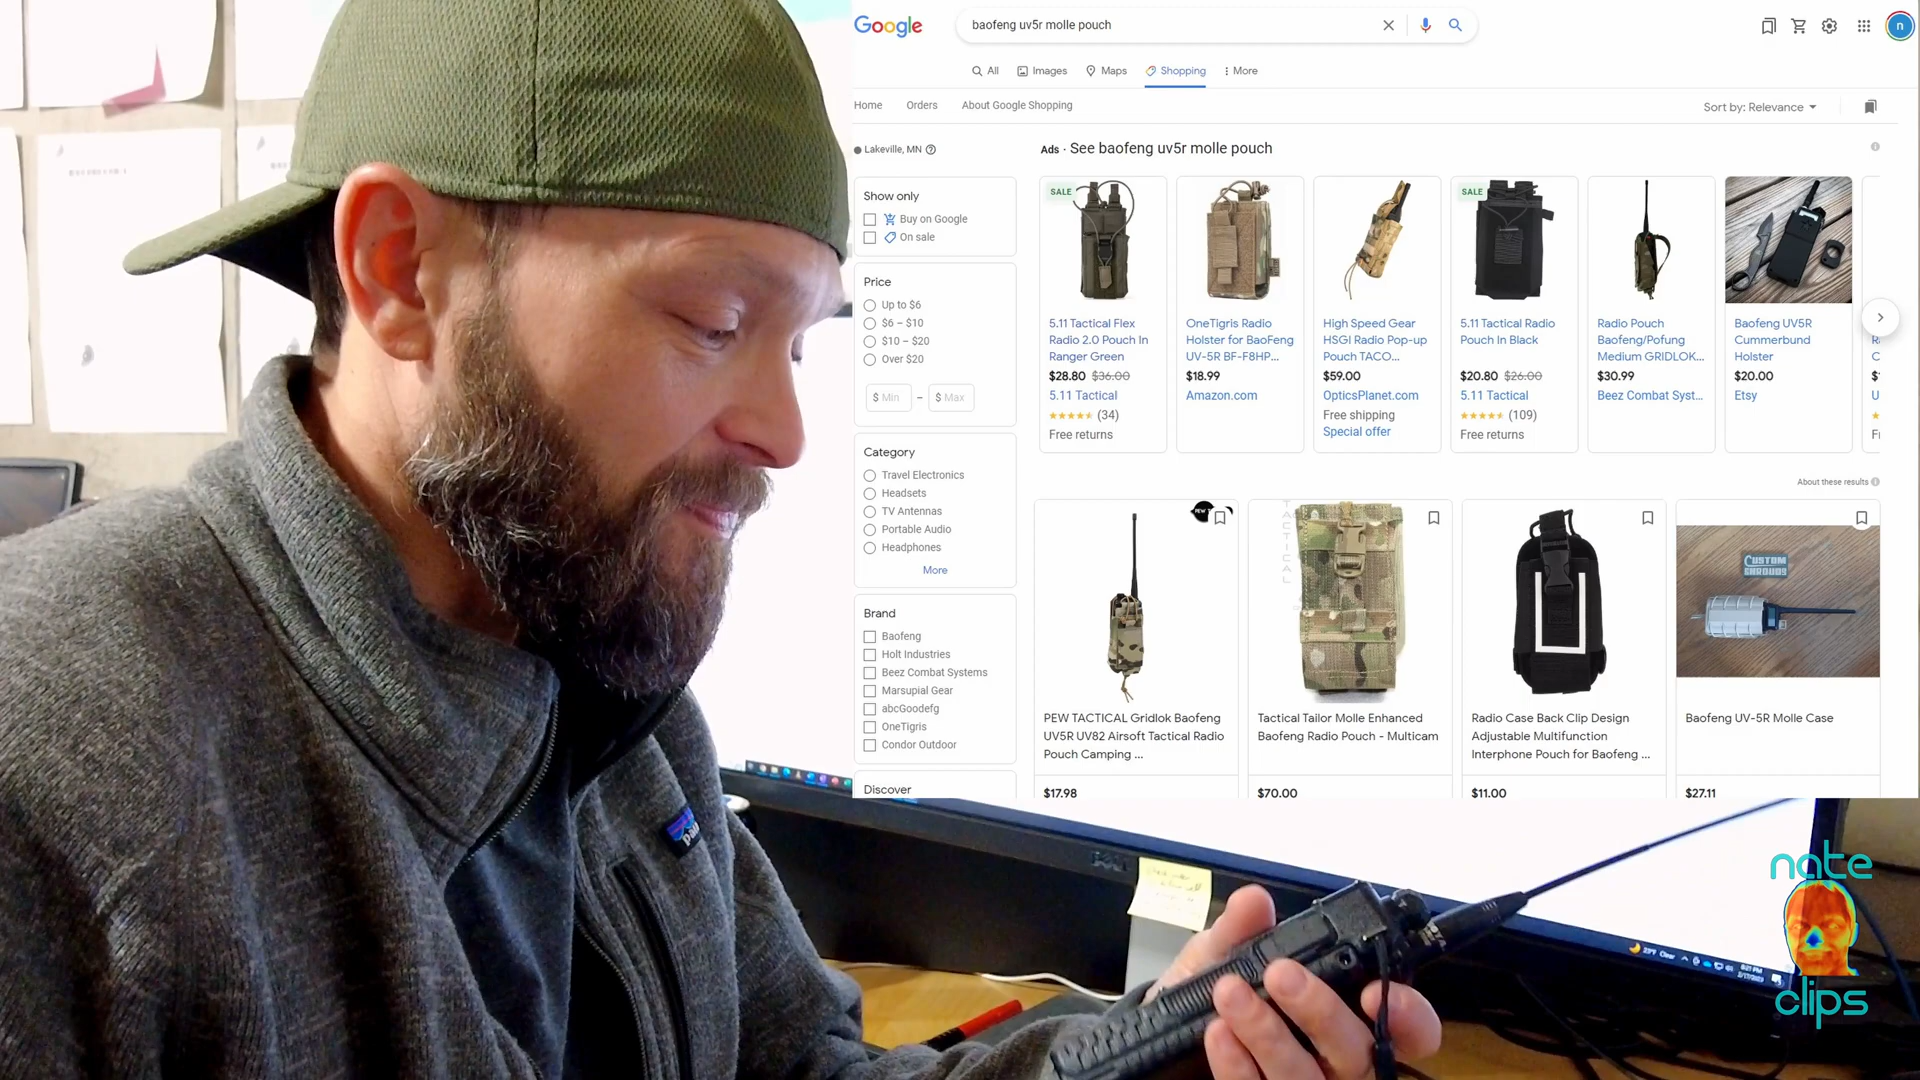 Google
baofeng uv5r molle pouch
n
All
Images
Maps
Shopping
More
Home
Orders
About Google Shopping
Sort by: Relevance
Lakeville, MN
Show only
Buy on Google
On sale
Price
Up to $6
$6 – $10
$10 – $20
Over $20
$ Min – $ Max
Category
Travel Electronics
Headsets
TV Antennas
Portable Audio
Headphones
More
Brand
Baofeng
Holt Industries
Beez Combat Systems
Marsupial Gear
abcGoodefg
OneTigris
Condor Outdoor
Discover
Ads · See baofeng uv5r molle pouch
SALE
5.11 Tactical Flex
Radio 2.0 Pouch In
Ranger Green
$28.80 $36.00
5.11 Tactical
(34)
Free returns
OneTigris Radio
Holster for BaoFeng
UV-5R BF-F8HP...
$18.99
Amazon.com
High Speed Gear
HSGI Radio Pop-up
Pouch TACO...
$59.00
OpticsPlanet.com
Free shipping
Special offer
SALE
5.11 Tactical Radio
Pouch In Black
$20.80 $26.00
5.11 Tactical
(109)
Free returns
Radio Pouch
Baofeng/Pofung
Medium GRIDLOK...
$30.99
Beez Combat Syst...
Baofeng UV5R
Cummerbund
Holster
$20.00
Etsy
About these results
PEW TACTICAL Gridlok Baofeng
UV5R UV82 Airsoft Tactical Radio
Pouch Camping ...
$17.98
TACTICAL
Tactical Tailor Molle Enhanced
Baofeng Radio Pouch - Multicam
$70.00
Radio Case Back Clip Design
Adjustable Multifunction
Interphone Pouch for Baofeng ...
$11.00
CUSTOM
SHROUDS
Baofeng UV-5R Molle Case
$27.11
DELL
23°F Clear
nate
clips